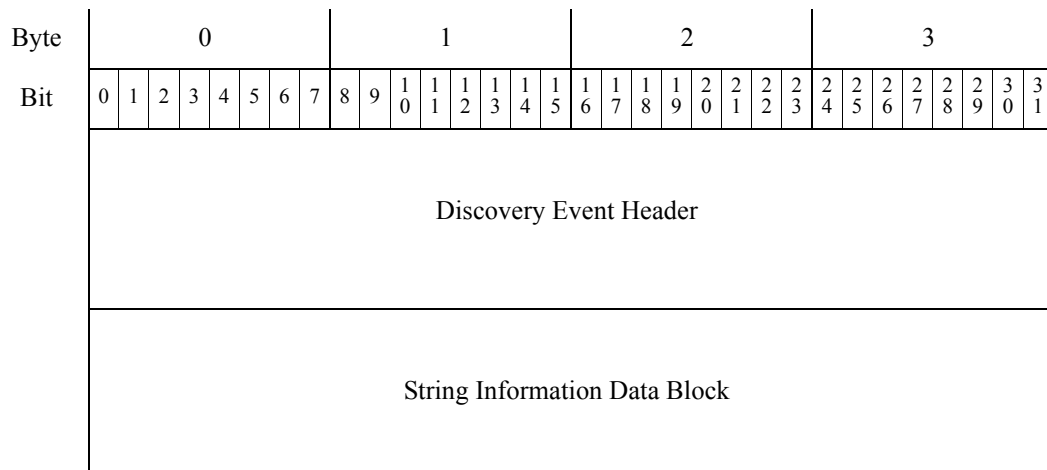 Byte 0 1 2 3
Bit 0 1 2 3 4 5 6 7 8 9 10 11 12 13 14 15 16 17 18 19 20 21 22 23 24 25 26 27 28 29 30 31
Discovery Event Header
String Information Data Block